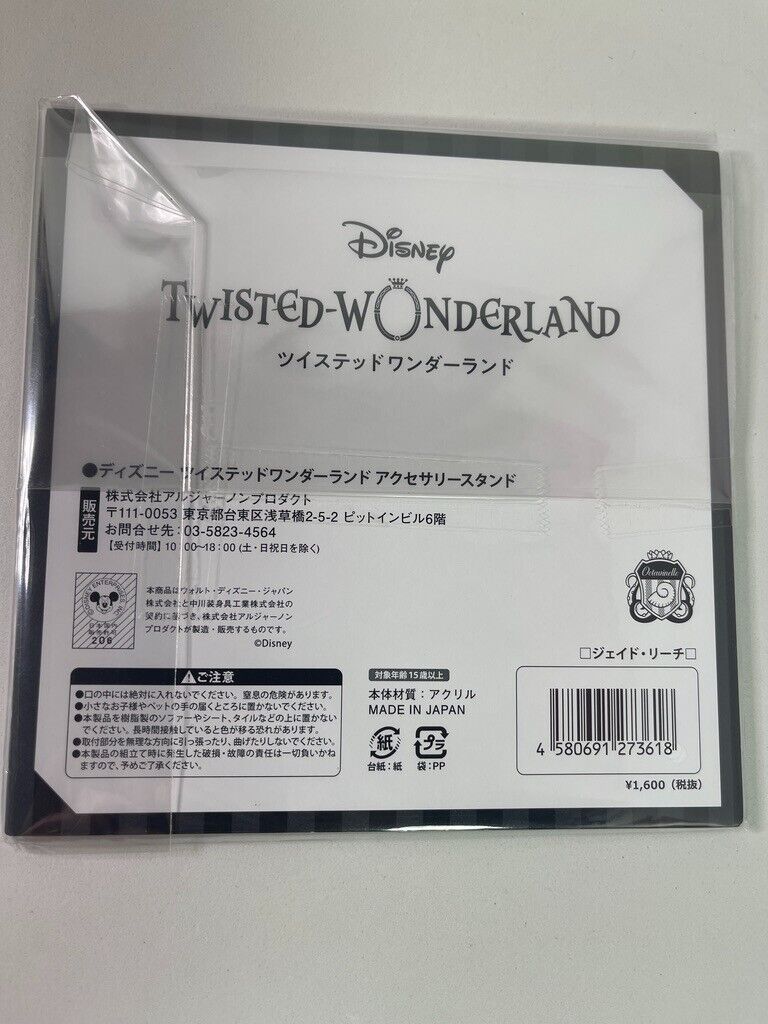 Disney
TWISTED-WONDERLAND
ツイステッドワンダーランド
●ディズニー ツイステッドワンダーランド アクセサリースタンド
販売元
株式会社アルジャーノンプロダクト
〒111-0053 東京都台東区浅草橋2-5-2 ピットインビル6階
お問合せ先：03-5823-4564
【受付時間】10：00~18：00 (土・日祝日を除く)
206
本商品はウォルト・ディズニー・ジャパン
株式会社と中川装身具工業株式会社の
契約に基づき、株式会社アルジャーノン
プロダクトが製造・販売するものです。
©Disney
Octavinelle
□ジェイド・リーチ□
⚠ご注意
●口の中には絶対に入れないでください。窒息の危険があります。
●小さなお子様やペットの手の届くところに置かないでください。
●本製品を樹脂製のソファーやシート、タイルなどの上に置かない
でください。長時間接触していると色が移る恐れがあります。
●取付部分を無理な方向に引っ張ったり、曲げたりしないでください。
●本製品の組立て時に発生した破損・故障の責任は一切負いかね
ますので、予めご了承ください。
対象年齢15歳以上
本体材質：アクリル
MADE IN JAPAN
紙
台紙：紙
プラ
袋：PP
4 580691 273618
¥1,600（税抜）